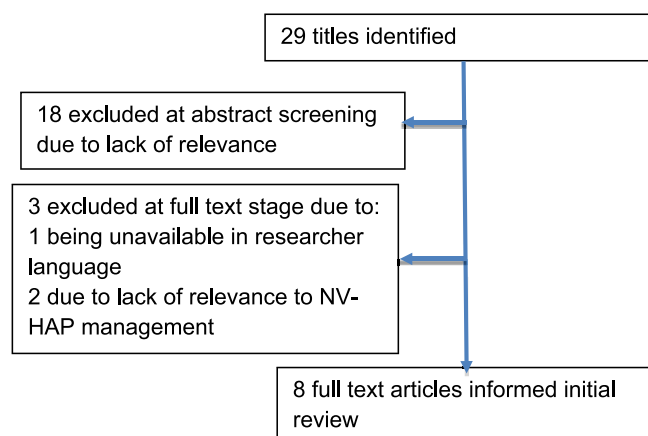 29 titles identified
18 excluded at abstract screening
due to lack of relevance
3 excluded at full text stage due to:
1 being unavailable in researcher
language
2 due to lack of relevance to NV-
HAP management
8 full text articles informed initial
review